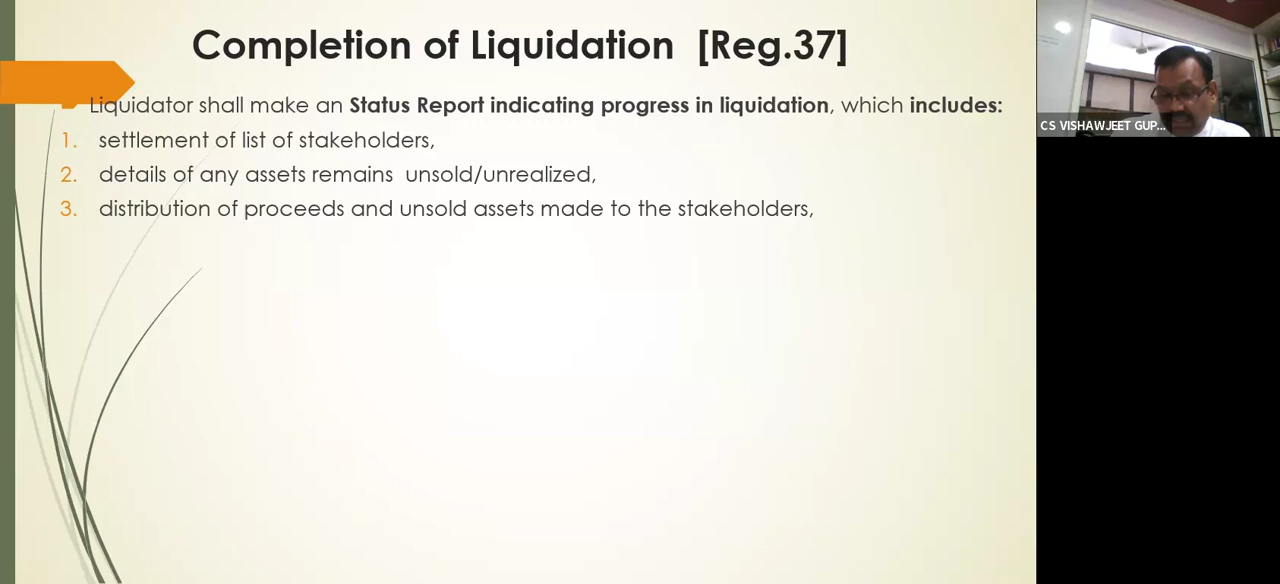 Completion of Liquidation [Reg.37]
Liquidator shall make an Status Report indicating progress in liquidation, which includes:
1. settlement of list of stakeholders,
2. details of any assets remains unsold/unrealized,
3. distribution of proceeds and unsold assets made to the stakeholders,
CS VISHAWJEET GUP...